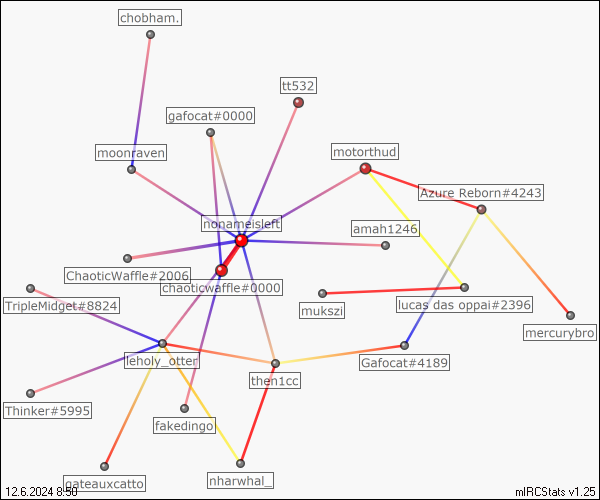 chobham.
tt532
gafocat#0000
moonraven
motorthud
Azure Reborn#4243
nonameisleft
amah1246
ChaoticWaffle#2006
chaoticwaffle#0000
TripleMidget#8824
mukszi
lucas das oppai#2396
mercurybro
leholy_otter
Gafocat#4189
then1cc
Thinker#5995
fakedingo
gateauxcatto
nharwhal_
12.6.2024 8:50
mIRCStats v1.25